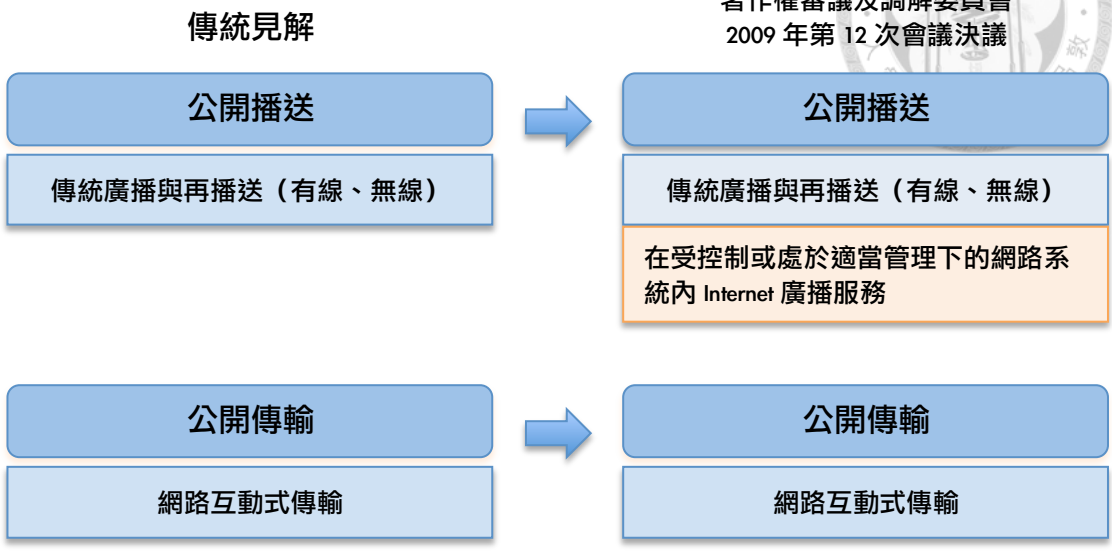 傳統見解
著作權審議及調解委員會
2009 年第 12 次會議決議
公開播送
公開播送
傳統廣播與再播送（有線、無線）
傳統廣播與再播送（有線、無線）
在受控制或處於適當管理下的網路系
統內 Internet 廣播服務
公開傳輸
公開傳輸
網路互動式傳輸
網路互動式傳輸